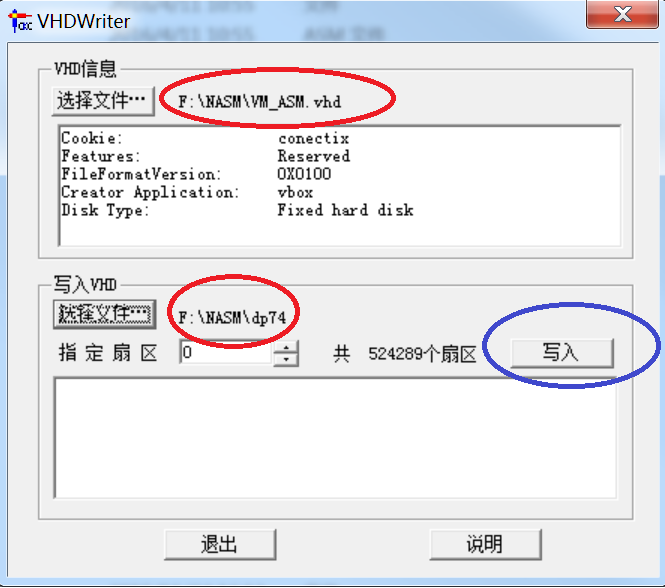 VHDWriter
VHD信息
选择文件… F:\NASM\VM_ASM.vhd
Cookie: conectix
Features: Reserved
FileFormatVersion: 0X0100
Creator Application: vbox
Disk Type: Fixed hard disk
写入VHD
选择文件… F:\NASM\dp74
指定扇区 0 共 524289个扇区 写入
退出 说明